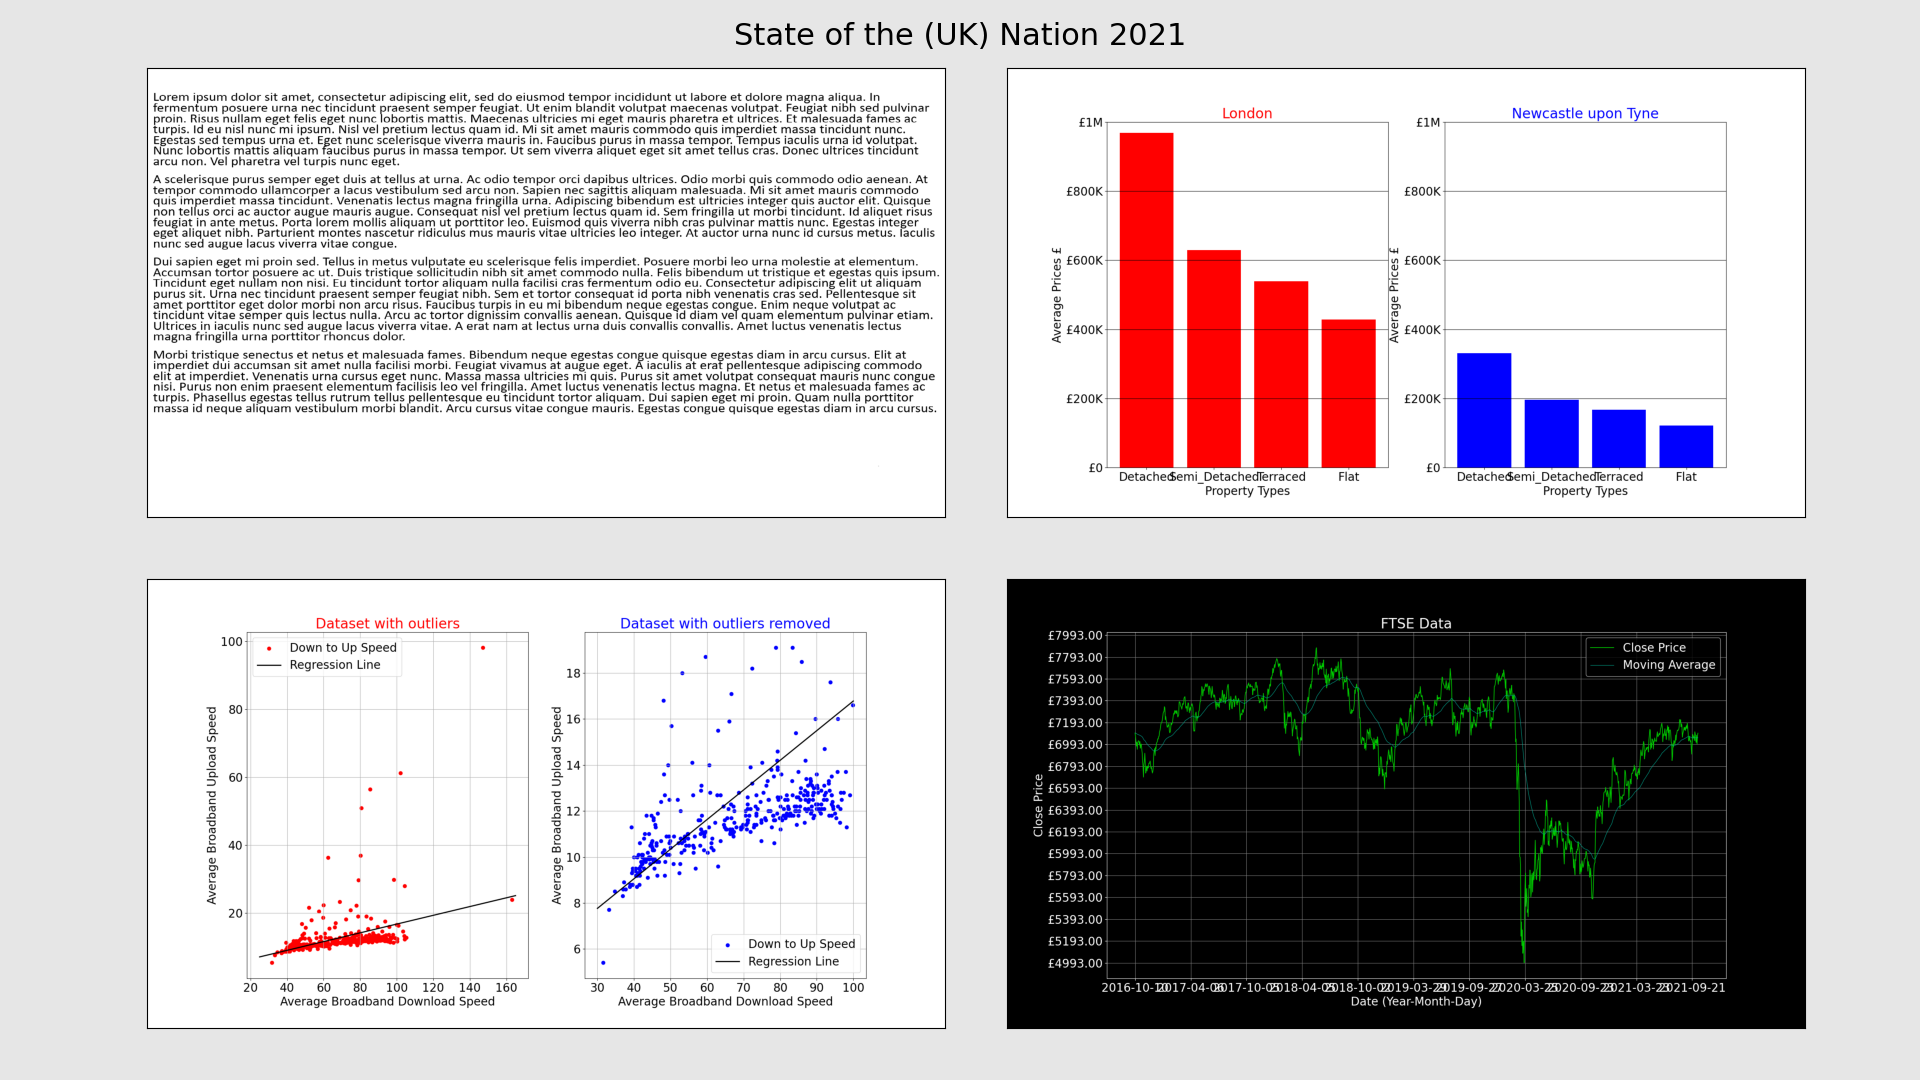 State of the (UK) Nation 2021
Lorem ipsum dolor sit amet, consectetur adipiscing elit, sed do eiusmod tempor incididunt ut labore et dolore magna aliqua. In
fermentum posuere urna nec tincidunt praesent semper feugiat. Ut enim blandit volutpat maecenas volutpat. Feugiat nibh sed pulvinar
proin. Risus nullam eget felis eget nunc lobortis mattis. Maecenas ultricies mi eget mauris pharetra et ultrices. Et malesuada fames ac
turpis. Id eu nisl nunc mi ipsum. Nisl vel pretium lectus quam id. Mi sit amet mauris commodo quis imperdiet massa tincidunt nunc.
Egestas sed tempus urna et. Eget nunc scelerisque viverra mauris in. Faucibus purus in massa tempor. Tempus iaculis urna id volutpat.
Nunc lobortis mattis aliquam faucibus purus in massa tempor. Ut sem viverra aliquet eget sit amet tellus cras. Donec ultrices tincidunt
arcu non. Vel pharetra vel turpis nunc eget.
A scelerisque purus semper eget duis at tellus at urna. Ac odio tempor orci dapibus ultrices. Odio morbi quis commodo odio aenean. At
tempor commodo ullamcorper a lacus vestibulum sed arcu non. Sapien nec sagittis aliquam malesuada. Mi sit amet mauris commodo
quis imperdiet massa tincidunt. Venenatis lectus magna fringilla urna. Adipiscing bibendum est ultricies integer quis auctor elit. Quisque
non tellus orci ac auctor augue mauris augue. Consequat nisl vel pretium lectus quam id. Sem fringilla ut morbi tincidunt. Id aliquet risus
feugiat in ante metus. Porta lorem mollis aliquam ut porttitor leo. Euismod quis viverra nibh cras pulvinar mattis nunc. Egestas integer
eget aliquet nibh. Parturient montes nascetur ridiculus mus mauris vitae ultricies leo integer. At auctor urna nunc id cursus metus. Iaculis
nunc sed augue lacus viverra vitae congue.
Dui sapien eget mi proin sed. Tellus in metus vulputate eu scelerisque felis imperdiet. Posuere morbi leo urna molestie at elementum.
Accumsan tortor posuere ac ut. Duis tristique sollicitudin nibh sit amet commodo nulla. Felis bibendum ut tristique et egestas quis ipsum.
Tincidunt eget nullam non nisi. Eu tincidunt tortor aliquam nulla facilisi cras fermentum odio eu. Consectetur adipiscing elit ut aliquam
purus sit. Urna nec tincidunt praesent semper feugiat nibh. Sem et tortor consequat id porta nibh venenatis cras sed. Pellentesque sit
amet porttitor eget dolor morbi non arcu risus. Faucibus turpis in eu mi bibendum neque egestas congue. Enim neque volutpat ac
tincidunt vitae semper quis lectus nulla. Arcu ac tortor dignissim convallis aenean. Quisque id diam vel quam elementum pulvinar etiam.
Ultrices in iaculis nunc sed augue lacus viverra vitae. A erat nam at lectus urna duis convallis convallis. Amet luctus venenatis lectus
magna fringilla urna porttitor rhoncus dolor.
Morbi tristique senectus et netus et malesuada fames. Bibendum neque egestas congue quisque egestas diam in arcu cursus. Elit at
imperdiet dui accumsan sit amet nulla facilisi morbi. Feugiat vivamus at augue eget. A iaculis at erat pellentesque adipiscing commodo
elit at imperdiet. Venenatis urna cursus eget nunc. Massa massa ultricies mi quis. Purus sit amet volutpat consequat mauris nunc congue
nisi. Purus non enim praesent elementum facilisis leo vel fringilla. Amet luctus venenatis lectus magna. Et netus et malesuada fames ac
turpis. Phasellus egestas tellus rutrum tellus pellentesque eu tincidunt tortor aliquam. Dui sapien eget mi proin. Quam nulla porttitor
massa id neque aliquam vestibulum morbi blandit. Arcu cursus vitae congue mauris. Egestas congue quisque egestas diam in arcu cursus.
London
£1M
£800K
£600K
£400K
£200K
£0
Average Prices £
Detached Semi_Detached Terraced Flat
Property Types
Newcastle upon Tyne
£1M
£800K
£600K
£400K
£200K
£0
Average Prices £
Detached Semi_Detached Terraced Flat
Property Types
Dataset with outliers
Down to Up Speed
Regression Line
100
80
60
40
20
Average Broadband Upload Speed
20 40 60 80 100 120 140 160
Average Broadband Download Speed
Dataset with outliers removed
18
16
14
12
10
8
6
Average Broadband Upload Speed
Down to Up Speed
Regression Line
30 40 50 60 70 80 90 100
Average Broadband Download Speed
FTSE Data
Close Price
Moving Average
£7993.00
£7793.00
£7593.00
£7393.00
£7193.00
£6993.00
£6793.00
£6593.00
£6393.00
£6193.00
£5993.00
£5793.00
£5593.00
£5393.00
£5193.00
£4993.00
Close Price
2021-09-21
Date (Year-Month-Day)